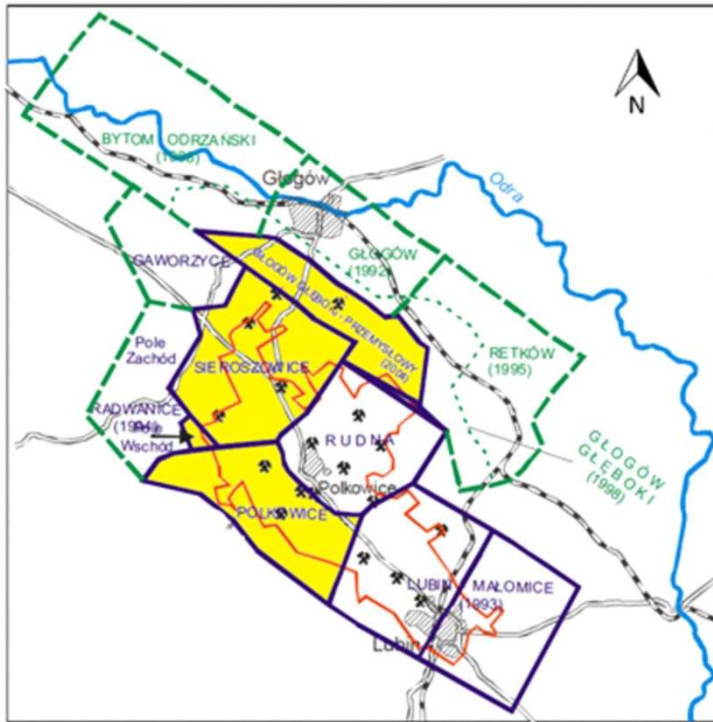 N
BYTOM ODRZAŃSKI
Głogów
Odra
GAWORZYCE
GŁOGÓW
(1992)
GŁOGÓW GŁĘBOKI - PRZEMYSŁOWY
(2004)
Pole
Zachód
SIEROSZOWICE
RETKÓW
(1995)
RADWANICE
Wschód
RUDNA
GŁOGÓW
GŁĘBOKI
(1998)
Polkowice
POLKOWICE
LUBIN
MAŁOMICE
(1993)
Lubin